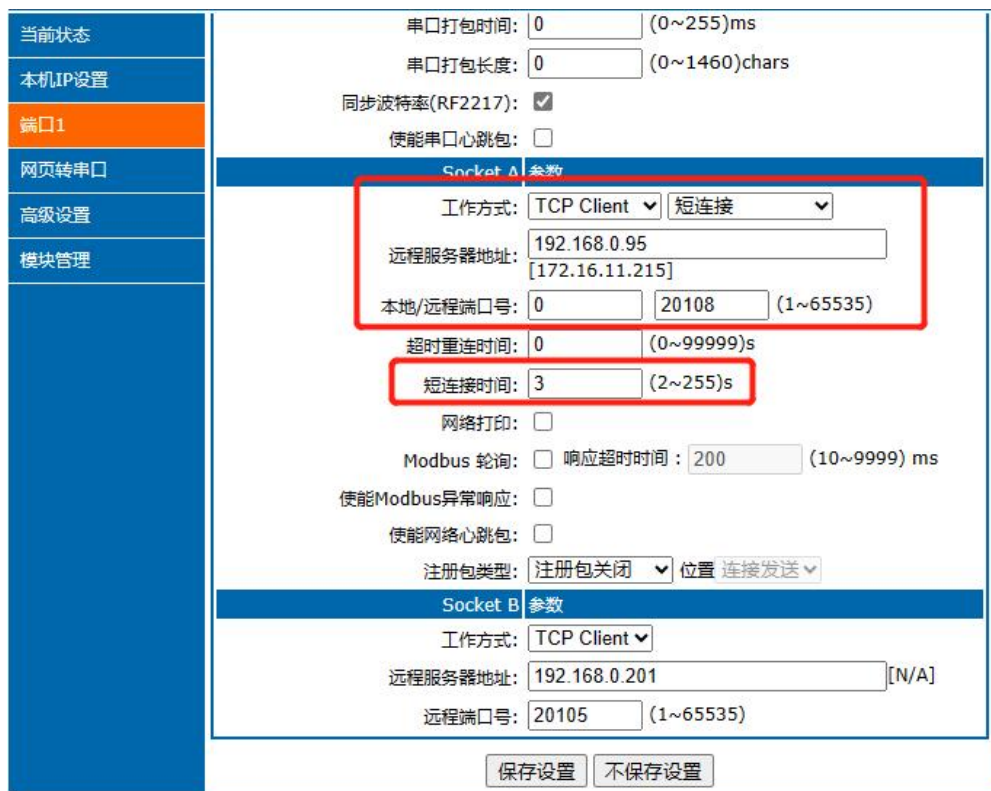 当前状态
本机IP设置
端口1
网页转串口
高级设置
模块管理
串口打包时间: 0 (0~255)ms
串口打包长度: 0 (0~1460)chars
同步波特率(RF2217):
使能串口心跳包:
Socket A 参数
工作方式: TCP Client 短连接
远程服务器地址: 192.168.0.95
[172.16.11.215]
本地/远程端口号: 0 20108 (1~65535)
超时重连时间: 0 (0~99999)s
短连接时间: 3 (2~255)s
网络打印:
Modbus 轮询: 响应超时时间 : 200 (10~9999) ms
使能Modbus异常响应:
使能网络心跳包:
注册包类型: 注册包关闭 位置 连接发送
Socket B 参数
工作方式: TCP Client
远程服务器地址: 192.168.0.201 [N/A]
远程端口号: 20105 (1~65535)
保存设置 不保存设置